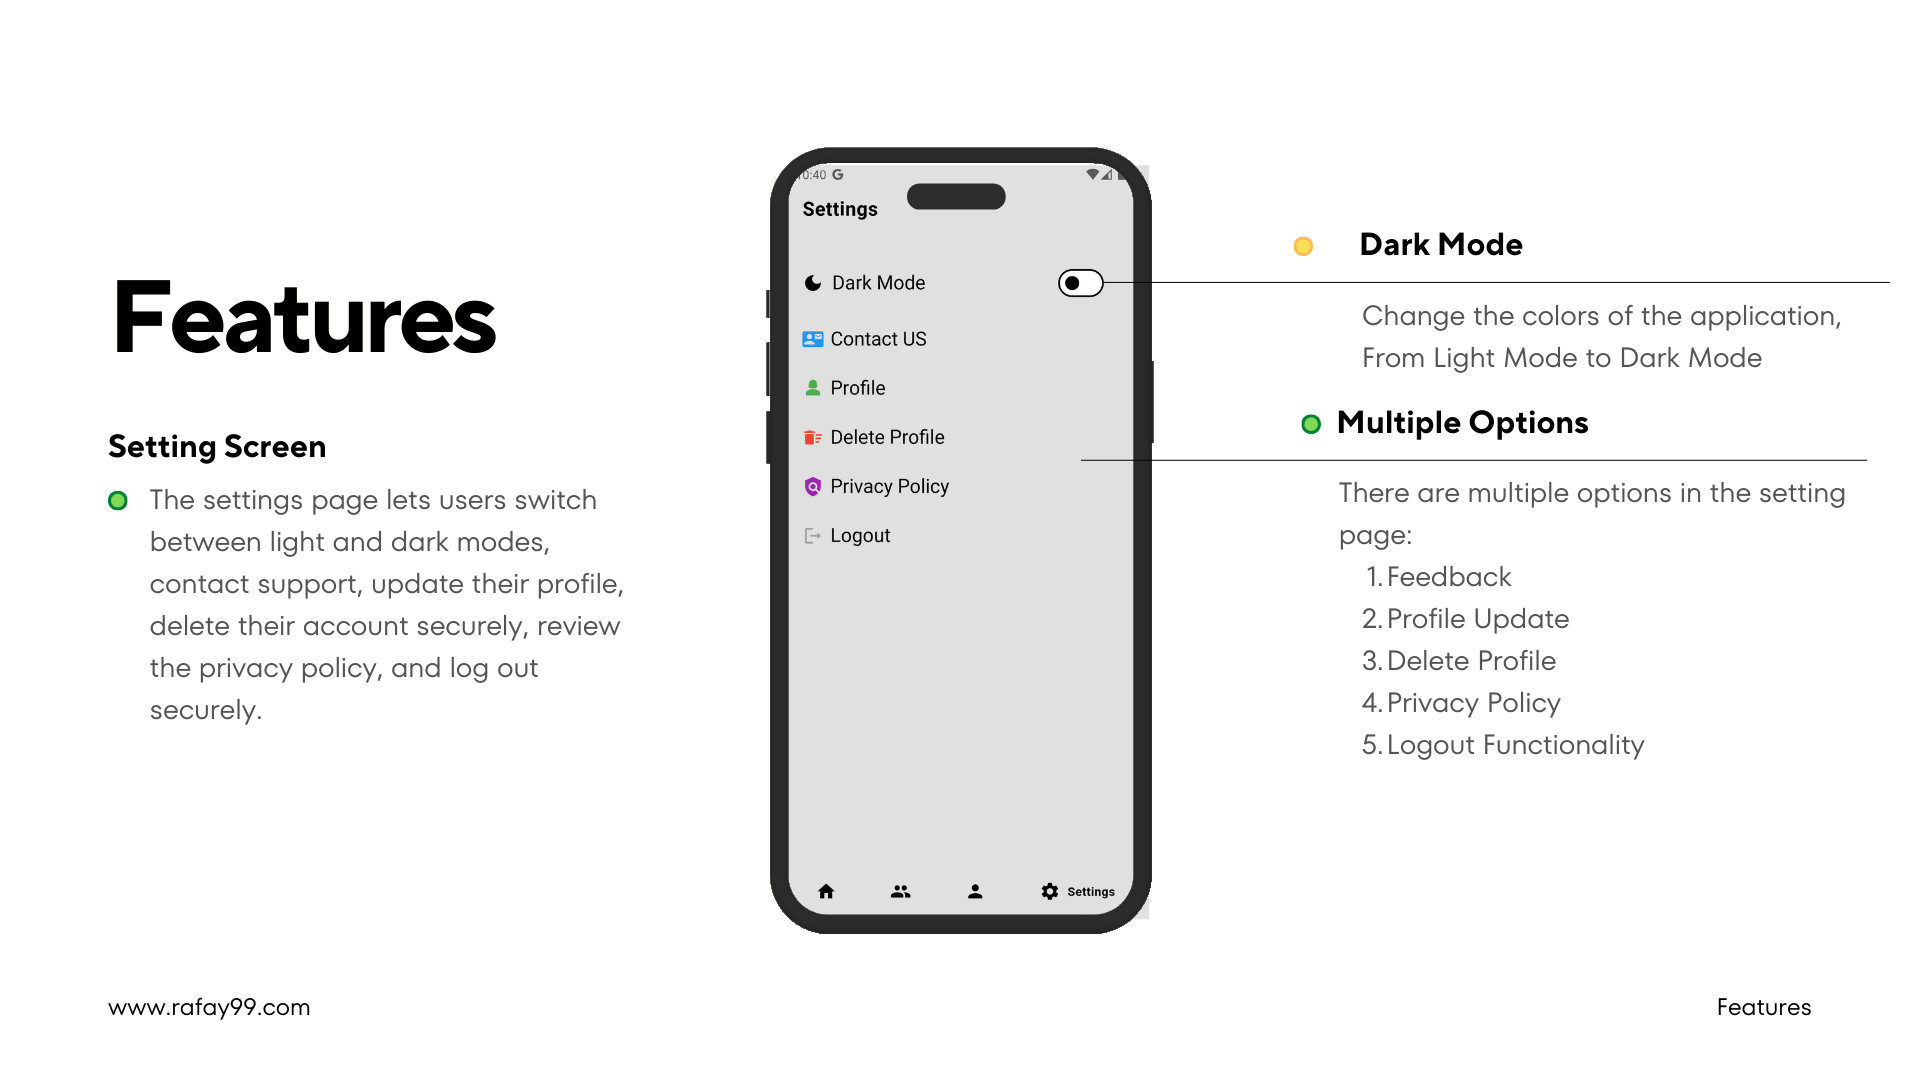 Features
Setting Screen
The settings page lets users switch
between light and dark modes,
contact support, update their profile,
delete their account securely, review
the privacy policy, and log out
securely.
0:40 G
Settings
Dark Mode
Contact US
Profile
Delete Profile
Privacy Policy
Logout
Settings
Dark Mode
Change the colors of the application,
From Light Mode to Dark Mode
Multiple Options
There are multiple options in the setting
page:
1. Feedback
2. Profile Update
3. Delete Profile
4. Privacy Policy
5. Logout Functionality
www.rafay99.com
Features